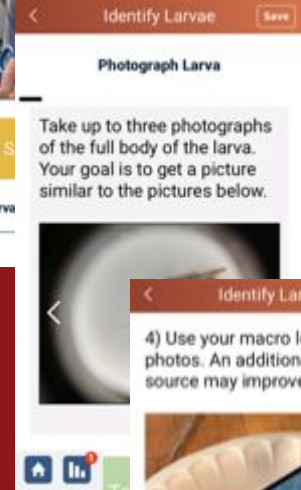 Identify Larvae
Save
Photograph Larva
Take up to three photographs
of the full body of the larva.
Your goal is to get a picture
similar to the pictures below.
Identify
4) Use your macro
photos. An addition
source may improve